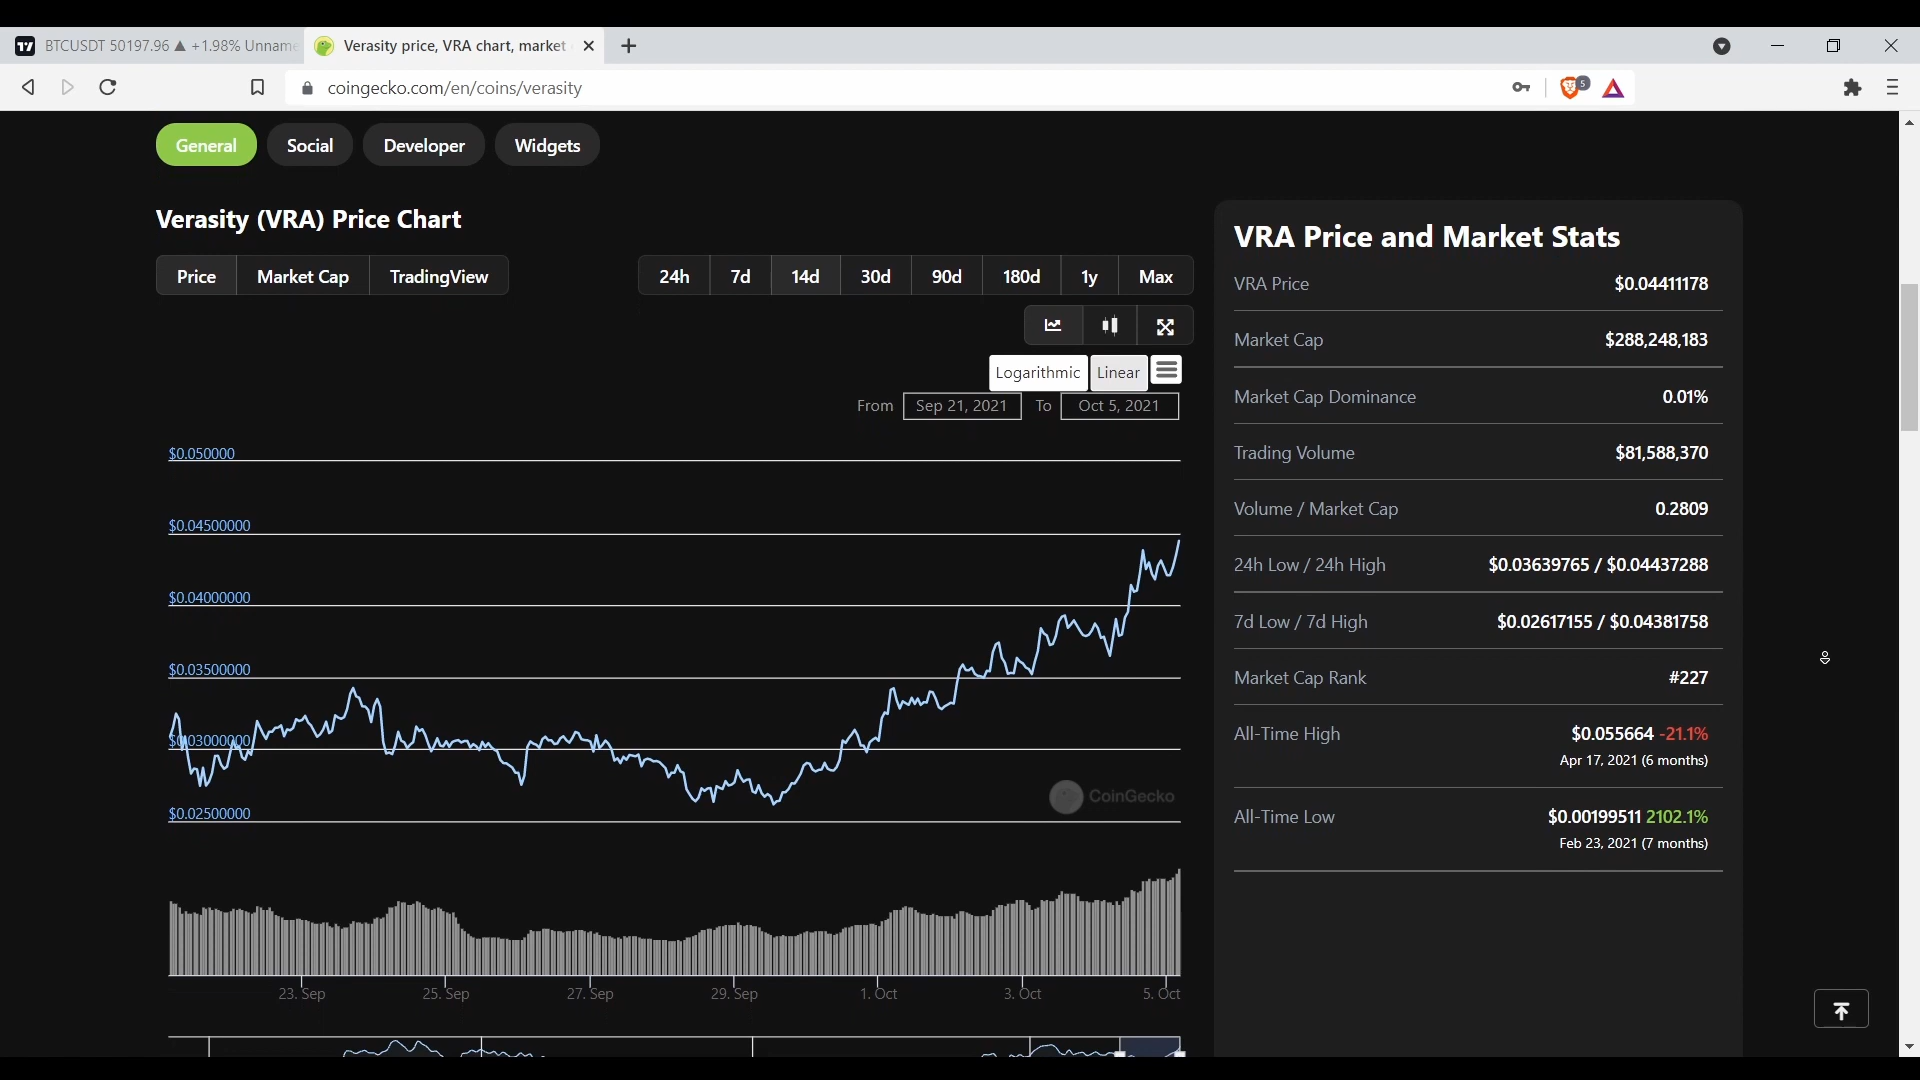 BTCUSDT 50197.96 ▲ +1.98% Unname
Verasity price, VRA chart, market
coingecko.com/en/coins/verasity
5
General Social Developer Widgets
Verasity (VRA) Price Chart
Price Market Cap TradingView
24h 7d 14d 30d 90d 180d 1y Max
Logarithmic Linear
From Sep 21, 2021 To Oct 5, 2021
$0.050000
$0.04500000
$0.04000000
$0.03500000
$0.03000000
$0.02500000
CoinGecko
23. Sep 25. Sep 27. Sep 29. Sep 1. Oct 3. Oct 5. Oct
VRA Price and Market Stats
VRA Price $0.04411178
Market Cap $288,248,183
Market Cap Dominance 0.01%
Trading Volume $81,588,370
Volume / Market Cap 0.2809
24h Low / 24h High $0.03639765 / $0.04437288
7d Low / 7d High $0.02617155 / $0.04381758
Market Cap Rank #227
All-Time High $0.055664 -21.1%
Apr 17, 2021 (6 months)
All-Time Low $0.00199511 2102.1%
Feb 23, 2021 (7 months)